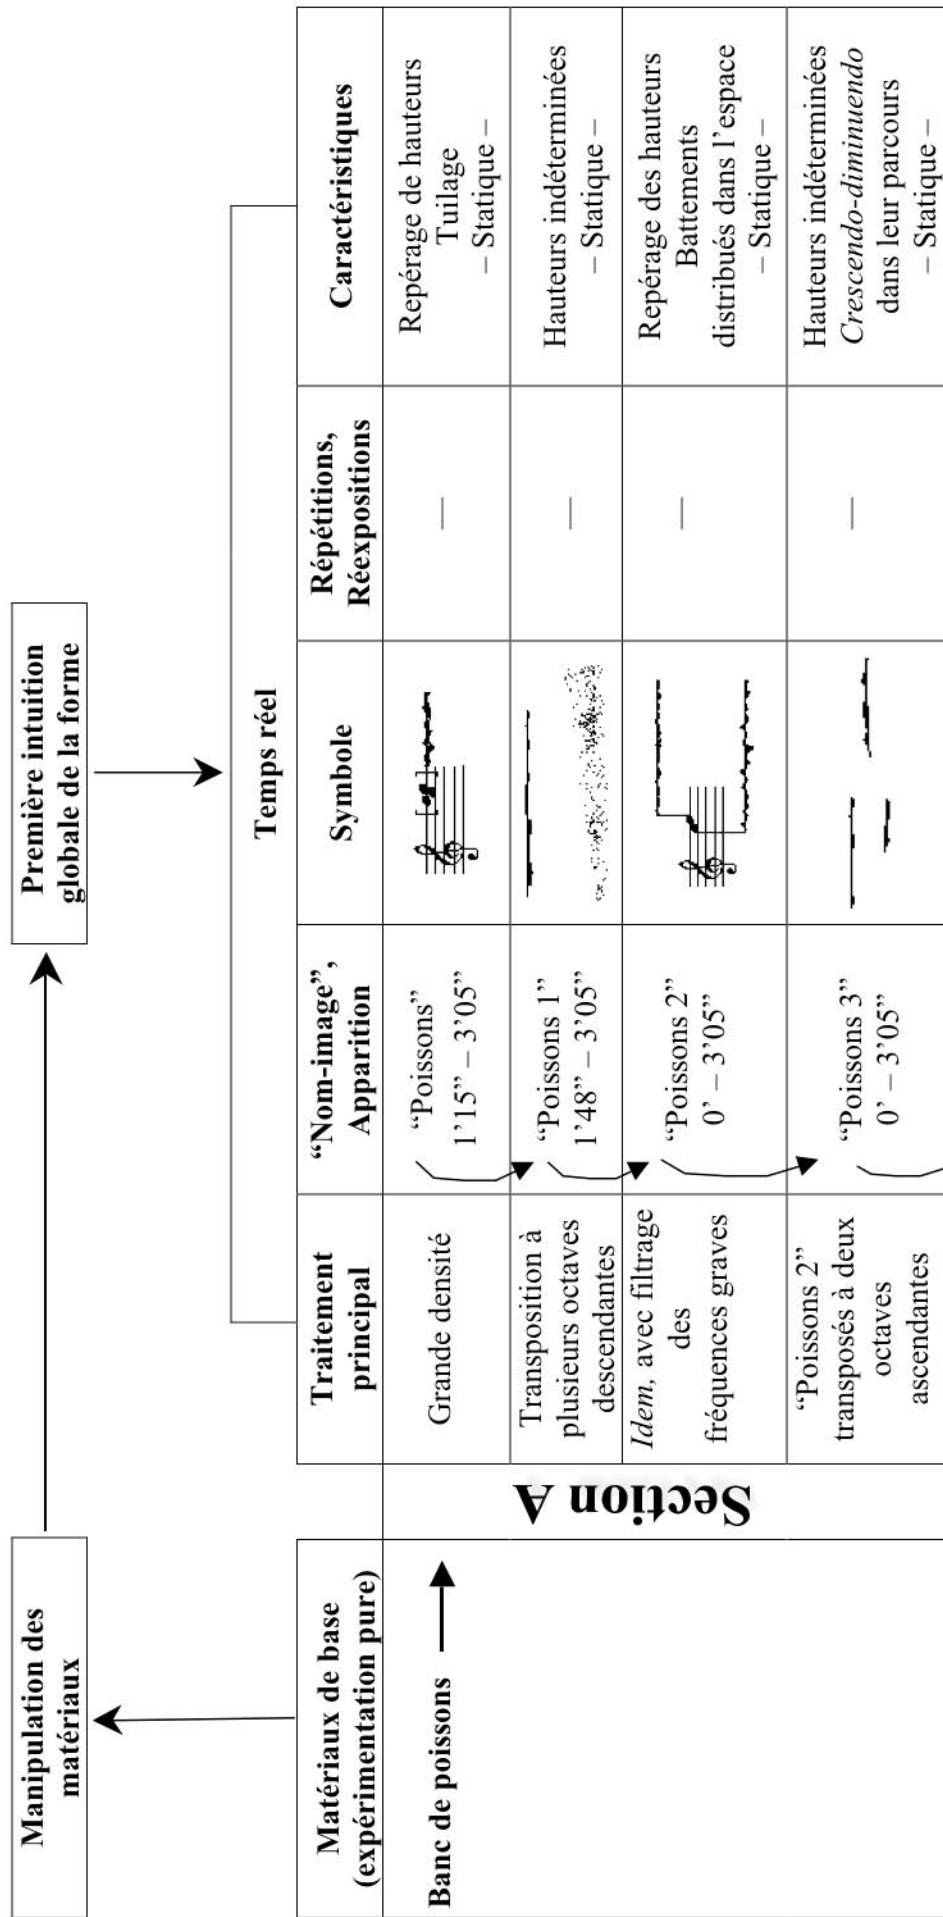 Manipulation des
matériaux
Première intuition
globale de la forme
Temps réel
Matériaux de base
(expérimentation pure)
Traitement
principal
“Nom-image”,
Apparition
Symbole
Répétitions,
Réexpositions
Caractéristiques
Banc de poissons
Section A
Grande densité
“Poissons”
1’15” – 3’05”
—
Repérage de hauteurs
Tuilage
– Statique –
Transposition à
plusieurs octaves
descendantes
“Poissons 1”
1’48” – 3’05”
—
Hauteurs indéterminées
– Statique –
Idem, avec filtrage
des
fréquences graves
“Poissons 2”
0’ – 3’05”
—
Repérage des hauteurs
Battements
distribués dans l’espace
– Statique –
“Poissons 2”
transposés à deux
octaves
ascendantes
“Poissons 3”
0’ – 3’05”
—
Hauteurs indéterminées
Crescendo-diminuendo
dans leur parcours
– Statique –